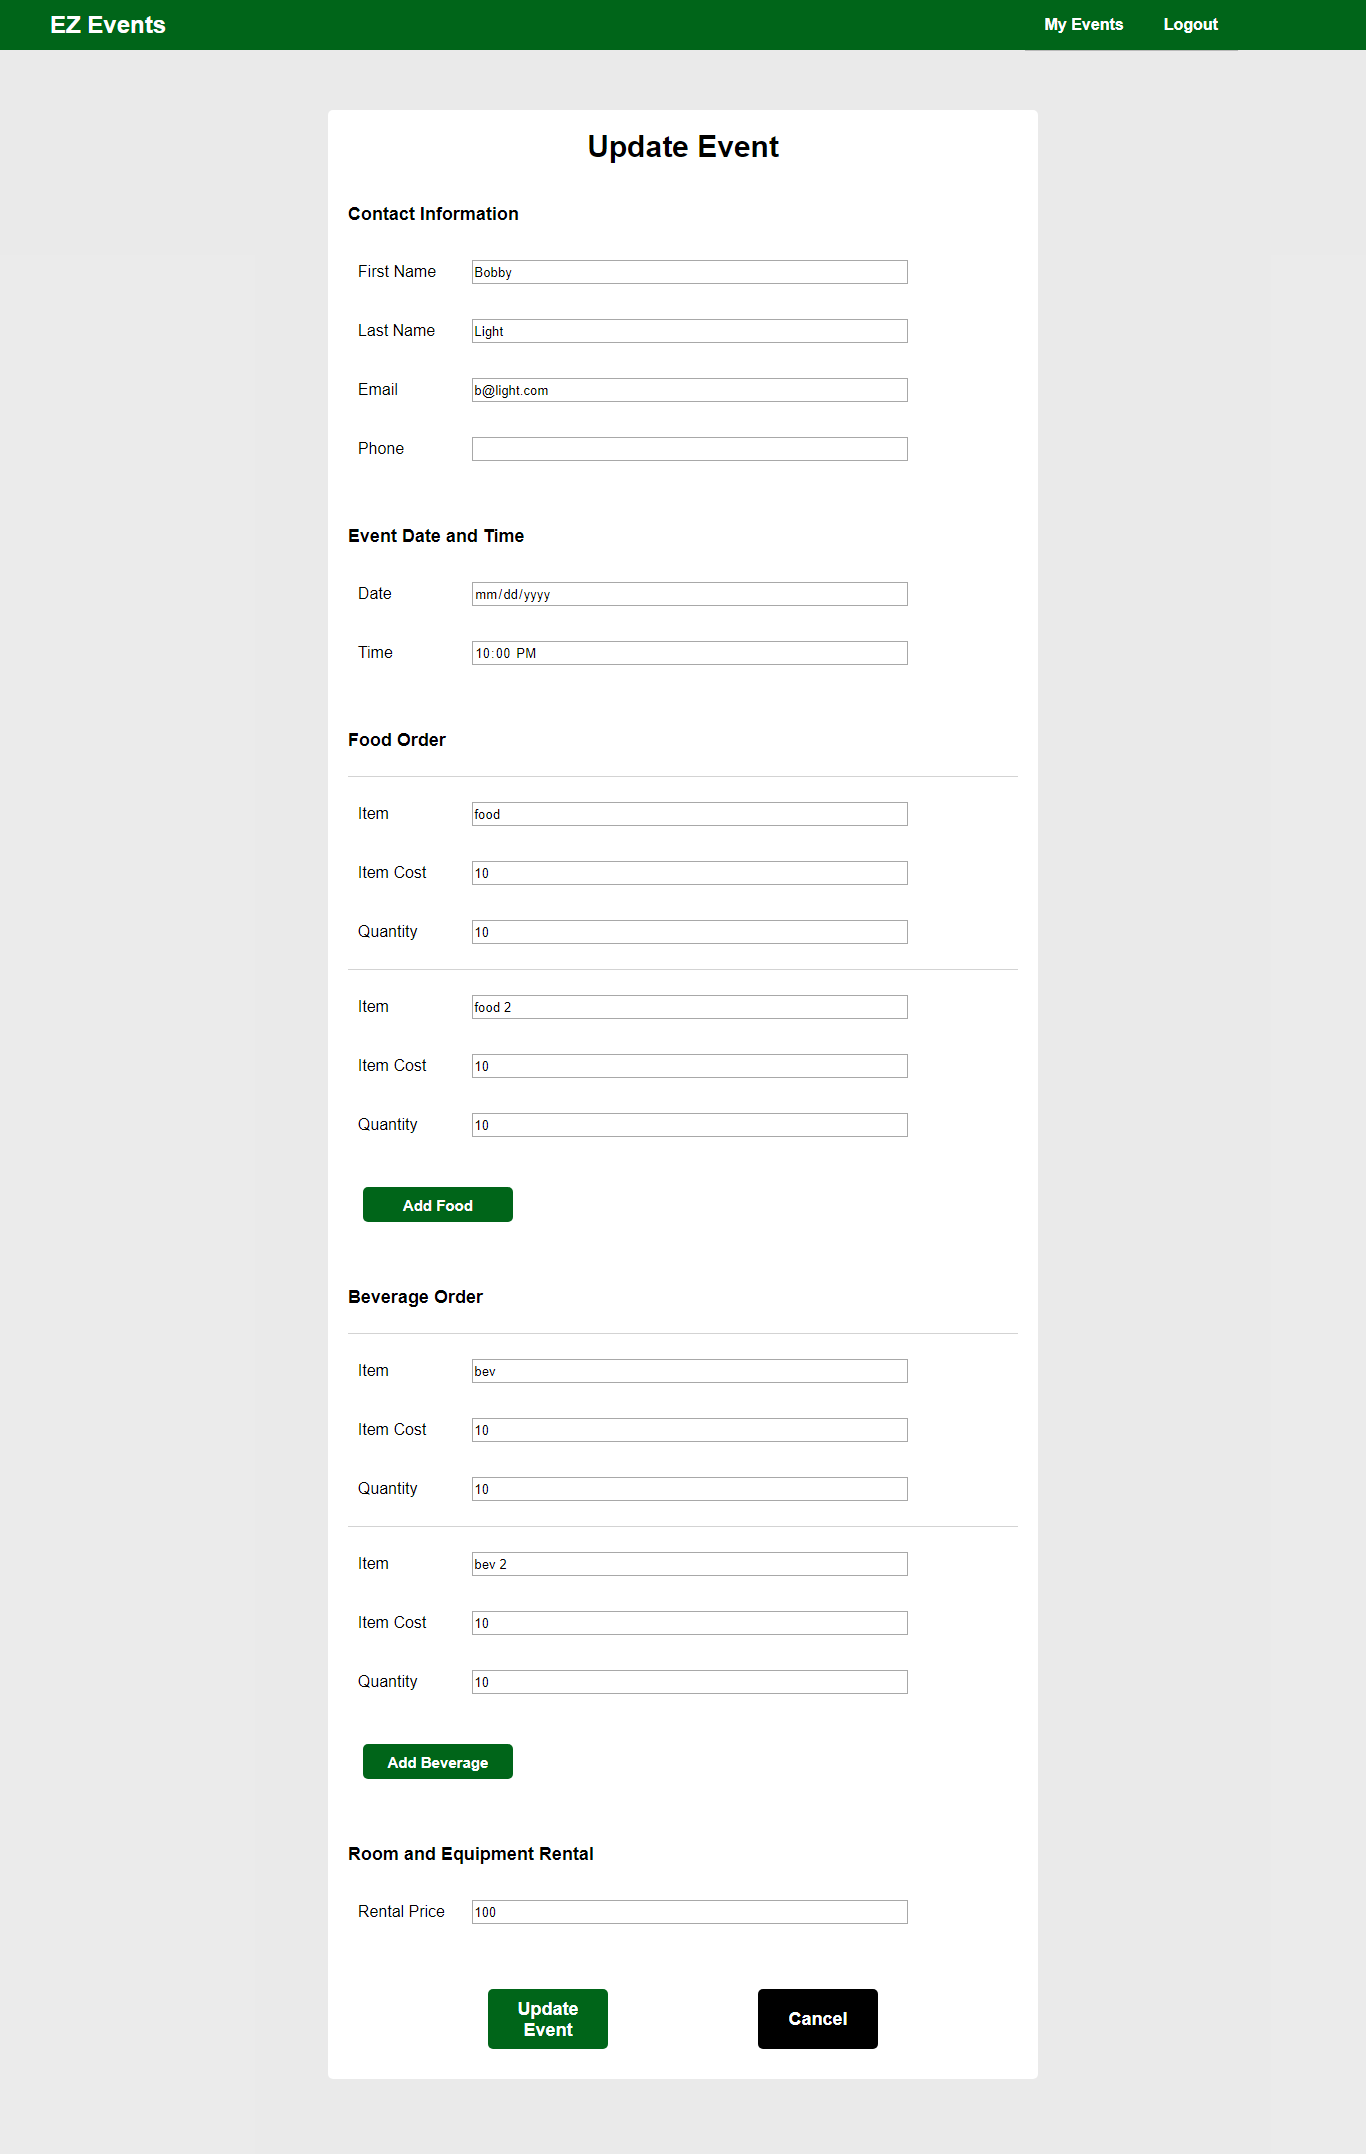 EZ Events
My Events
Logout
Update Event
Contact Information
First Name
Bobby
Last Name
Light
Email
b@light.com
Phone
Event Date and Time
Date
mm/dd/yyyy
Time
10:00 PM
Food Order
Item
food
Item Cost
10
Quantity
10
Item
food 2
Item Cost
10
Quantity
10
Add Food
Beverage Order
Item
bev
Item Cost
10
Quantity
10
Item
bev 2
Item Cost
10
Quantity
10
Add Beverage
Room and Equipment Rental
Rental Price
100
Update
Event
Cancel